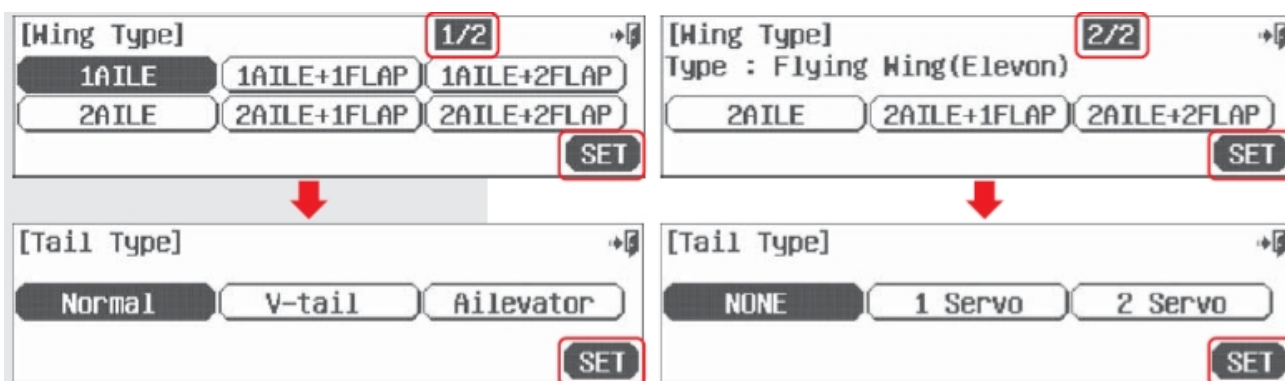 [Wing Type] 1/2
1AILE 1AILE+1FLAP 1AILE+2FLAP
2AILE 2AILE+1FLAP 2AILE+2FLAP
SET
[Tail Type]
Normal V-tail Ailevator
SET
[Wing Type] 2/2
Type : Flying Wing(Elevon)
2AILE 2AILE+1FLAP 2AILE+2FLAP
SET
[Tail Type]
NONE 1 Servo 2 Servo
SET